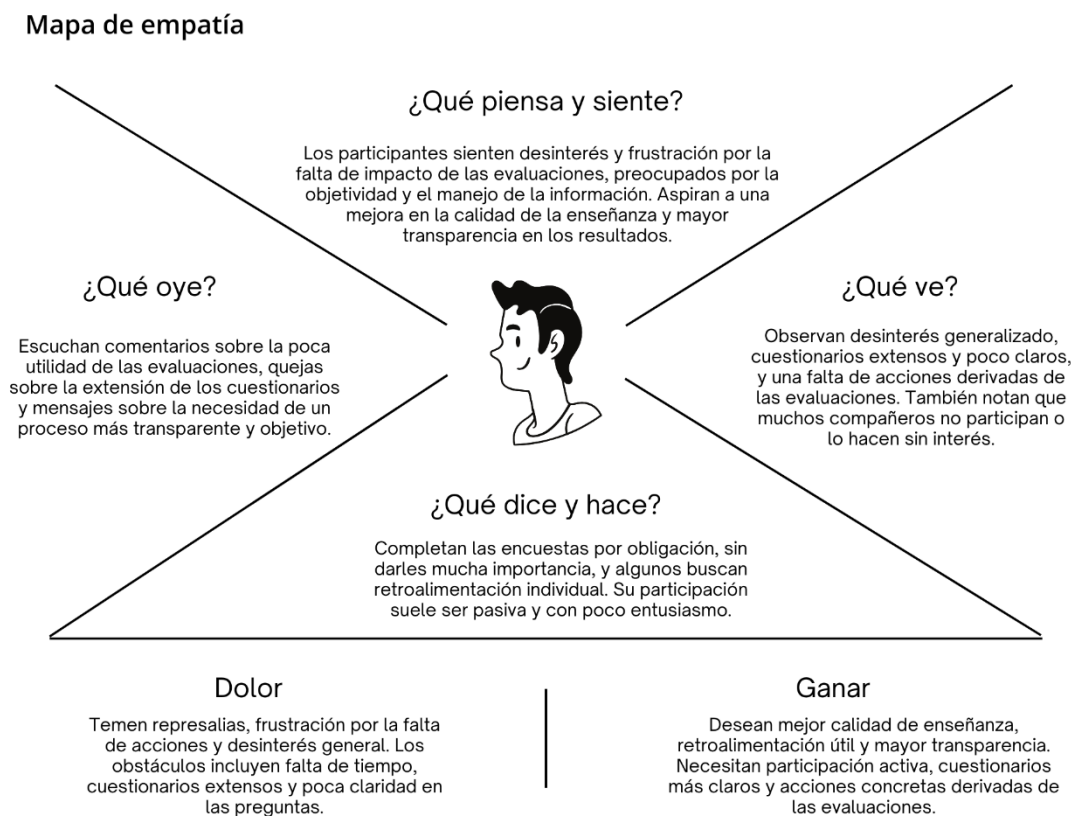 Mapa de empatía
¿Qué piensa y siente?
Los participantes sienten desinterés y frustración por la
falta de impacto de las evaluaciones, preocupados por la
objetividad y el manejo de la información. Aspiran a una
mejora en la calidad de la enseñanza y mayor
transparencia en los resultados.
¿Qué oye?
Escuchan comentarios sobre la poca
utilidad de las evaluaciones, quejas
sobre la extensión de los cuestionarios
y mensajes sobre la necesidad de un
proceso más transparente y objetivo.
¿Qué ve?
Observan desinterés generalizado,
cuestionarios extensos y poco claros,
y una falta de acciones derivadas de
las evaluaciones. También notan que
muchos compañeros no participan o
lo hacen sin interés.
¿Qué dice y hace?
Completan las encuestas por obligación, sin
darles mucha importancia, y algunos buscan
retroalimentación individual. Su participación
suele ser pasiva y con poco entusiasmo.
Dolor
Temen represalias, frustración por la falta
de acciones y desinterés general. Los
obstáculos incluyen falta de tiempo,
cuestionarios extensos y poca claridad en
las preguntas.
Ganar
Desean mejor calidad de enseñanza,
retroalimentación útil y mayor transparencia.
Necesitan participación activa, cuestionarios
más claros y acciones concretas derivadas de
las evaluaciones.